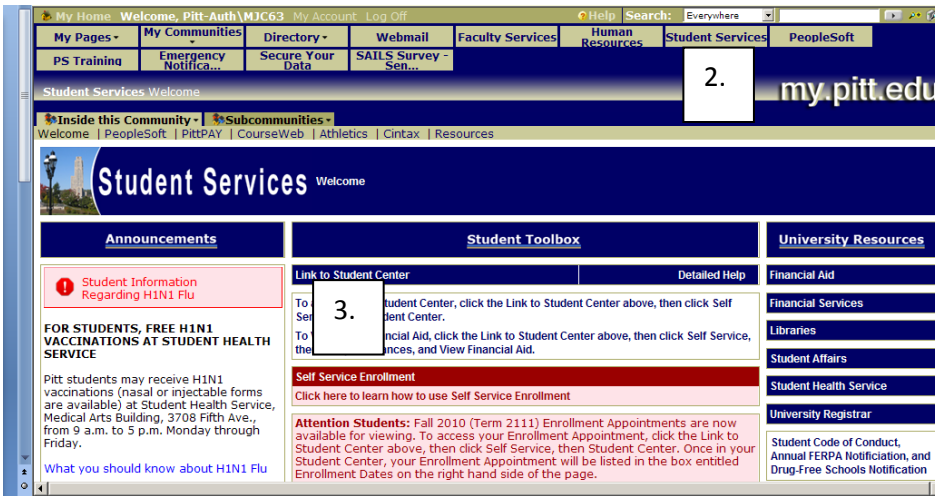 My Home Welcome, Pitt-Auth\MJC63 My Account Log Off Help Search: Everywhere
My Pages My Communities Directory Webmail Faculty Services Human Resources Student Services PeopleSoft
PS Training Emergency Notifica... Secure Your Data SAILS Survey - Sen...
2.
Student Services Welcome
my.pitt.edu
Inside this Community Subcommunities
Welcome | PeopleSoft | PittPAY | CourseWeb | Athletics | Cintax | Resources
Student Services Welcome
Announcements
Student Information
Regarding H1N1 Flu
FOR STUDENTS, FREE H1N1
VACCINATIONS AT STUDENT HEALTH
SERVICE
Pitt students may receive H1N1
vaccinations (nasal or injectable forms
are available) at Student Health Service,
Medical Arts Building, 3708 Fifth Ave.,
from 9 a.m. to 5 p.m. Monday through
Friday.
What you should know about H1N1 Flu
Student Toolbox
Link to Student Center Detailed Help
3.
To tudent Center, click the Link to Student Center above, then click Self
Ser dent Center.
To ncial Aid, click the Link to Student Center above, then click Self Service,
the nces, and View Financial Aid.
Self Service Enrollment
Click here to learn how to use Self Service Enrollment
Attention Students: Fall 2010 (Term 2111) Enrollment Appointments are now
available for viewing. To access your Enrollment Appointment, click the Link to
Student Center above, then click Self Service, then Student Center. Once in your
Student Center, your Enrollment Appointment will be listed in the box entitled
Enrollment Dates on the right hand side of the page.
University Resources
Financial Aid
Financial Services
Libraries
Student Affairs
Student Health Service
University Registrar
Student Code of Conduct,
Annual FERPA Notificiation, and
Drug-Free Schools Notification